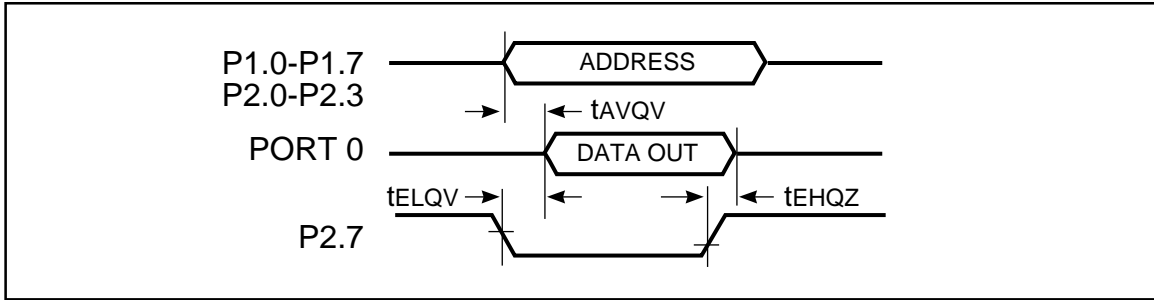 P1.0-P1.7
P2.0-P2.3
ADDRESS
tAVQV
PORT 0
DATA OUT
tELQV
tEHQZ
P2.7